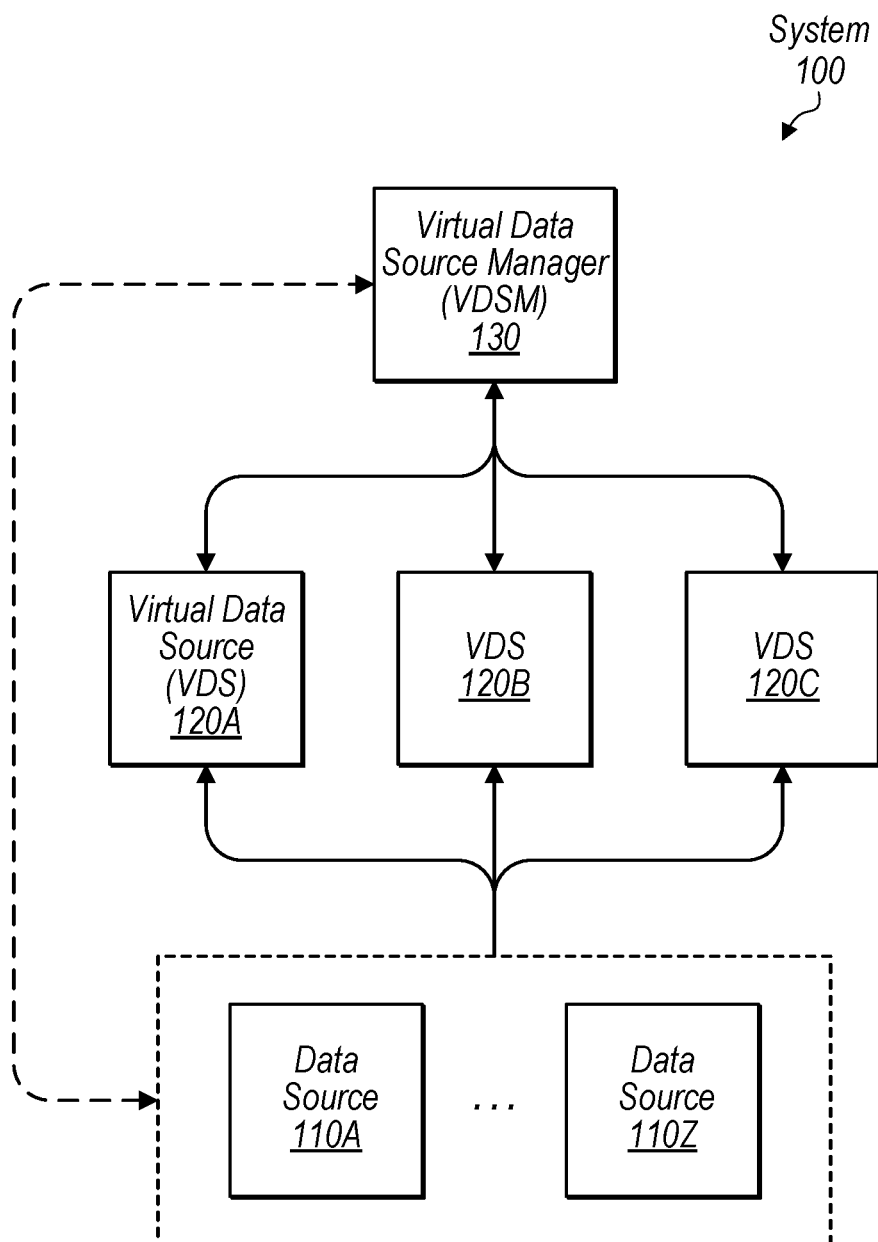 System
100
Virtual Data
Source Manager
(VDSM)
130
Virtual Data
Source
(VDS)
120A
VDS
120B
VDS
120C
Data
Source
110A
...
Data
Source
110Z